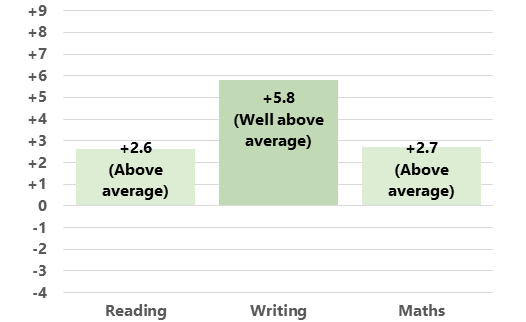 +9
+8
+7
+6
+5
+4
+3
+2
+1
0
-1
-2
-3
-4
+2.6
(Above
average)
+5.8
(Well above
average)
+2.7
(Above
average)
Reading
Writing
Maths